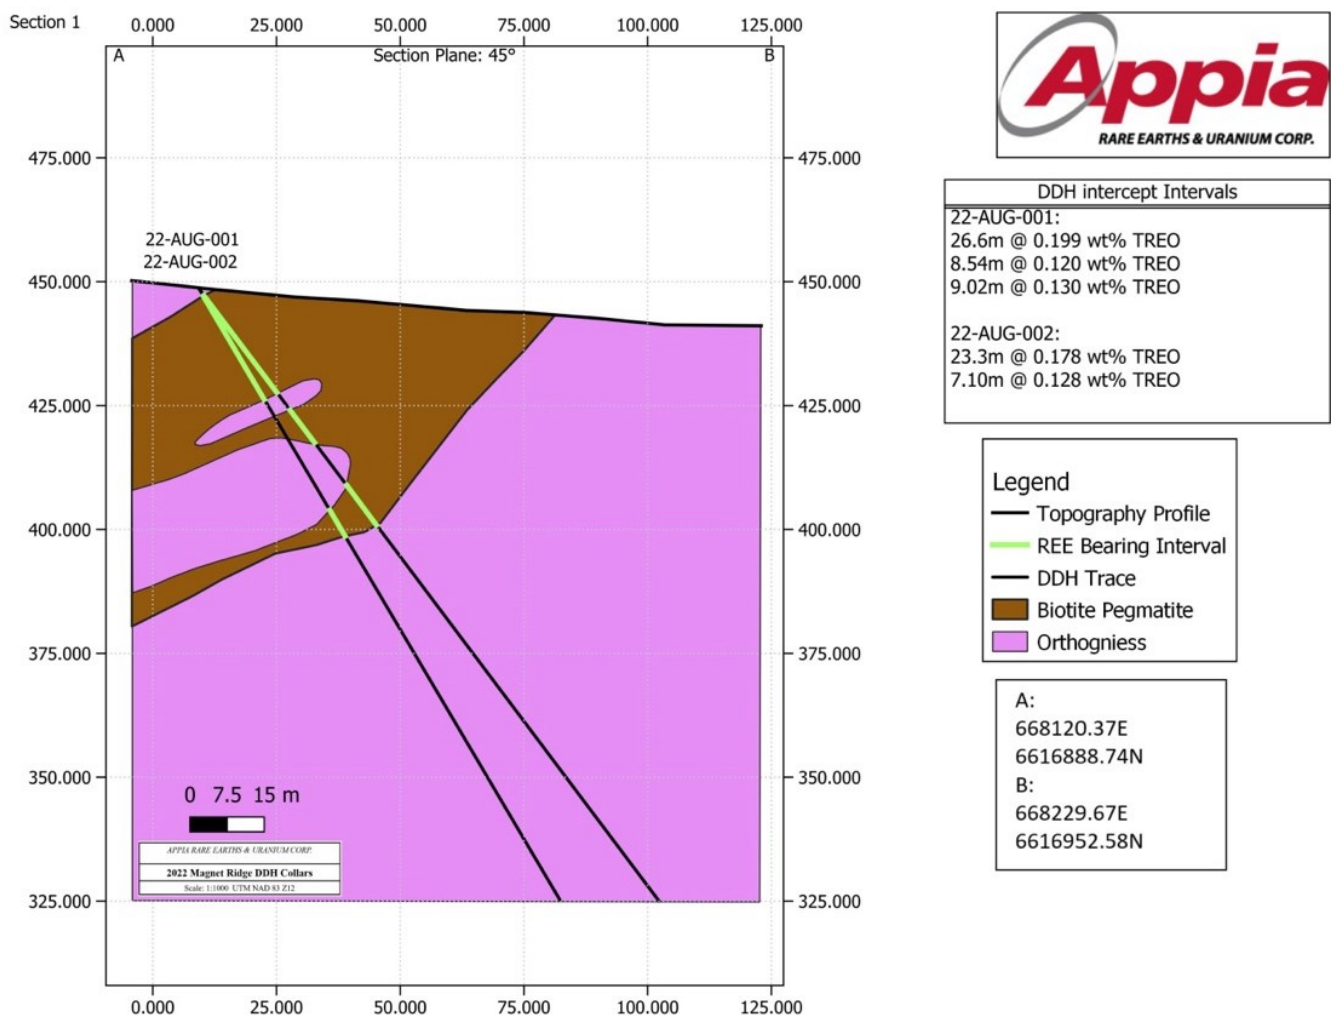 Section 1
0.000 25.000 50.000 75.000 100.000 125.000
A Section Plane: 45° B
475.000 475.000
22-AUG-001
22-AUG-002
450.000 450.000
425.000 425.000
400.000 400.000
375.000 375.000
350.000 350.000
0 7.5 15 m
APPIA RARE EARTHS & URANIUM CORP.
2022 Magnet Ridge DDH Collars
Scale: 1:1000 UTM NAD 83 Z12
325.000 325.000
0.000 25.000 50.000 75.000 100.000 125.000
Appia
RARE EARTHS & URANIUM CORP.
DDH intercept Intervals
22-AUG-001:
26.6m @ 0.199 wt% TREO
8.54m @ 0.120 wt% TREO
9.02m @ 0.130 wt% TREO
22-AUG-002:
23.3m @ 0.178 wt% TREO
7.10m @ 0.128 wt% TREO
Legend
Topography Profile
REE Bearing Interval
DDH Trace
Biotite Pegmatite
Orthogniess
A:
668120.37E
6616888.74N
B:
668229.67E
6616952.58N